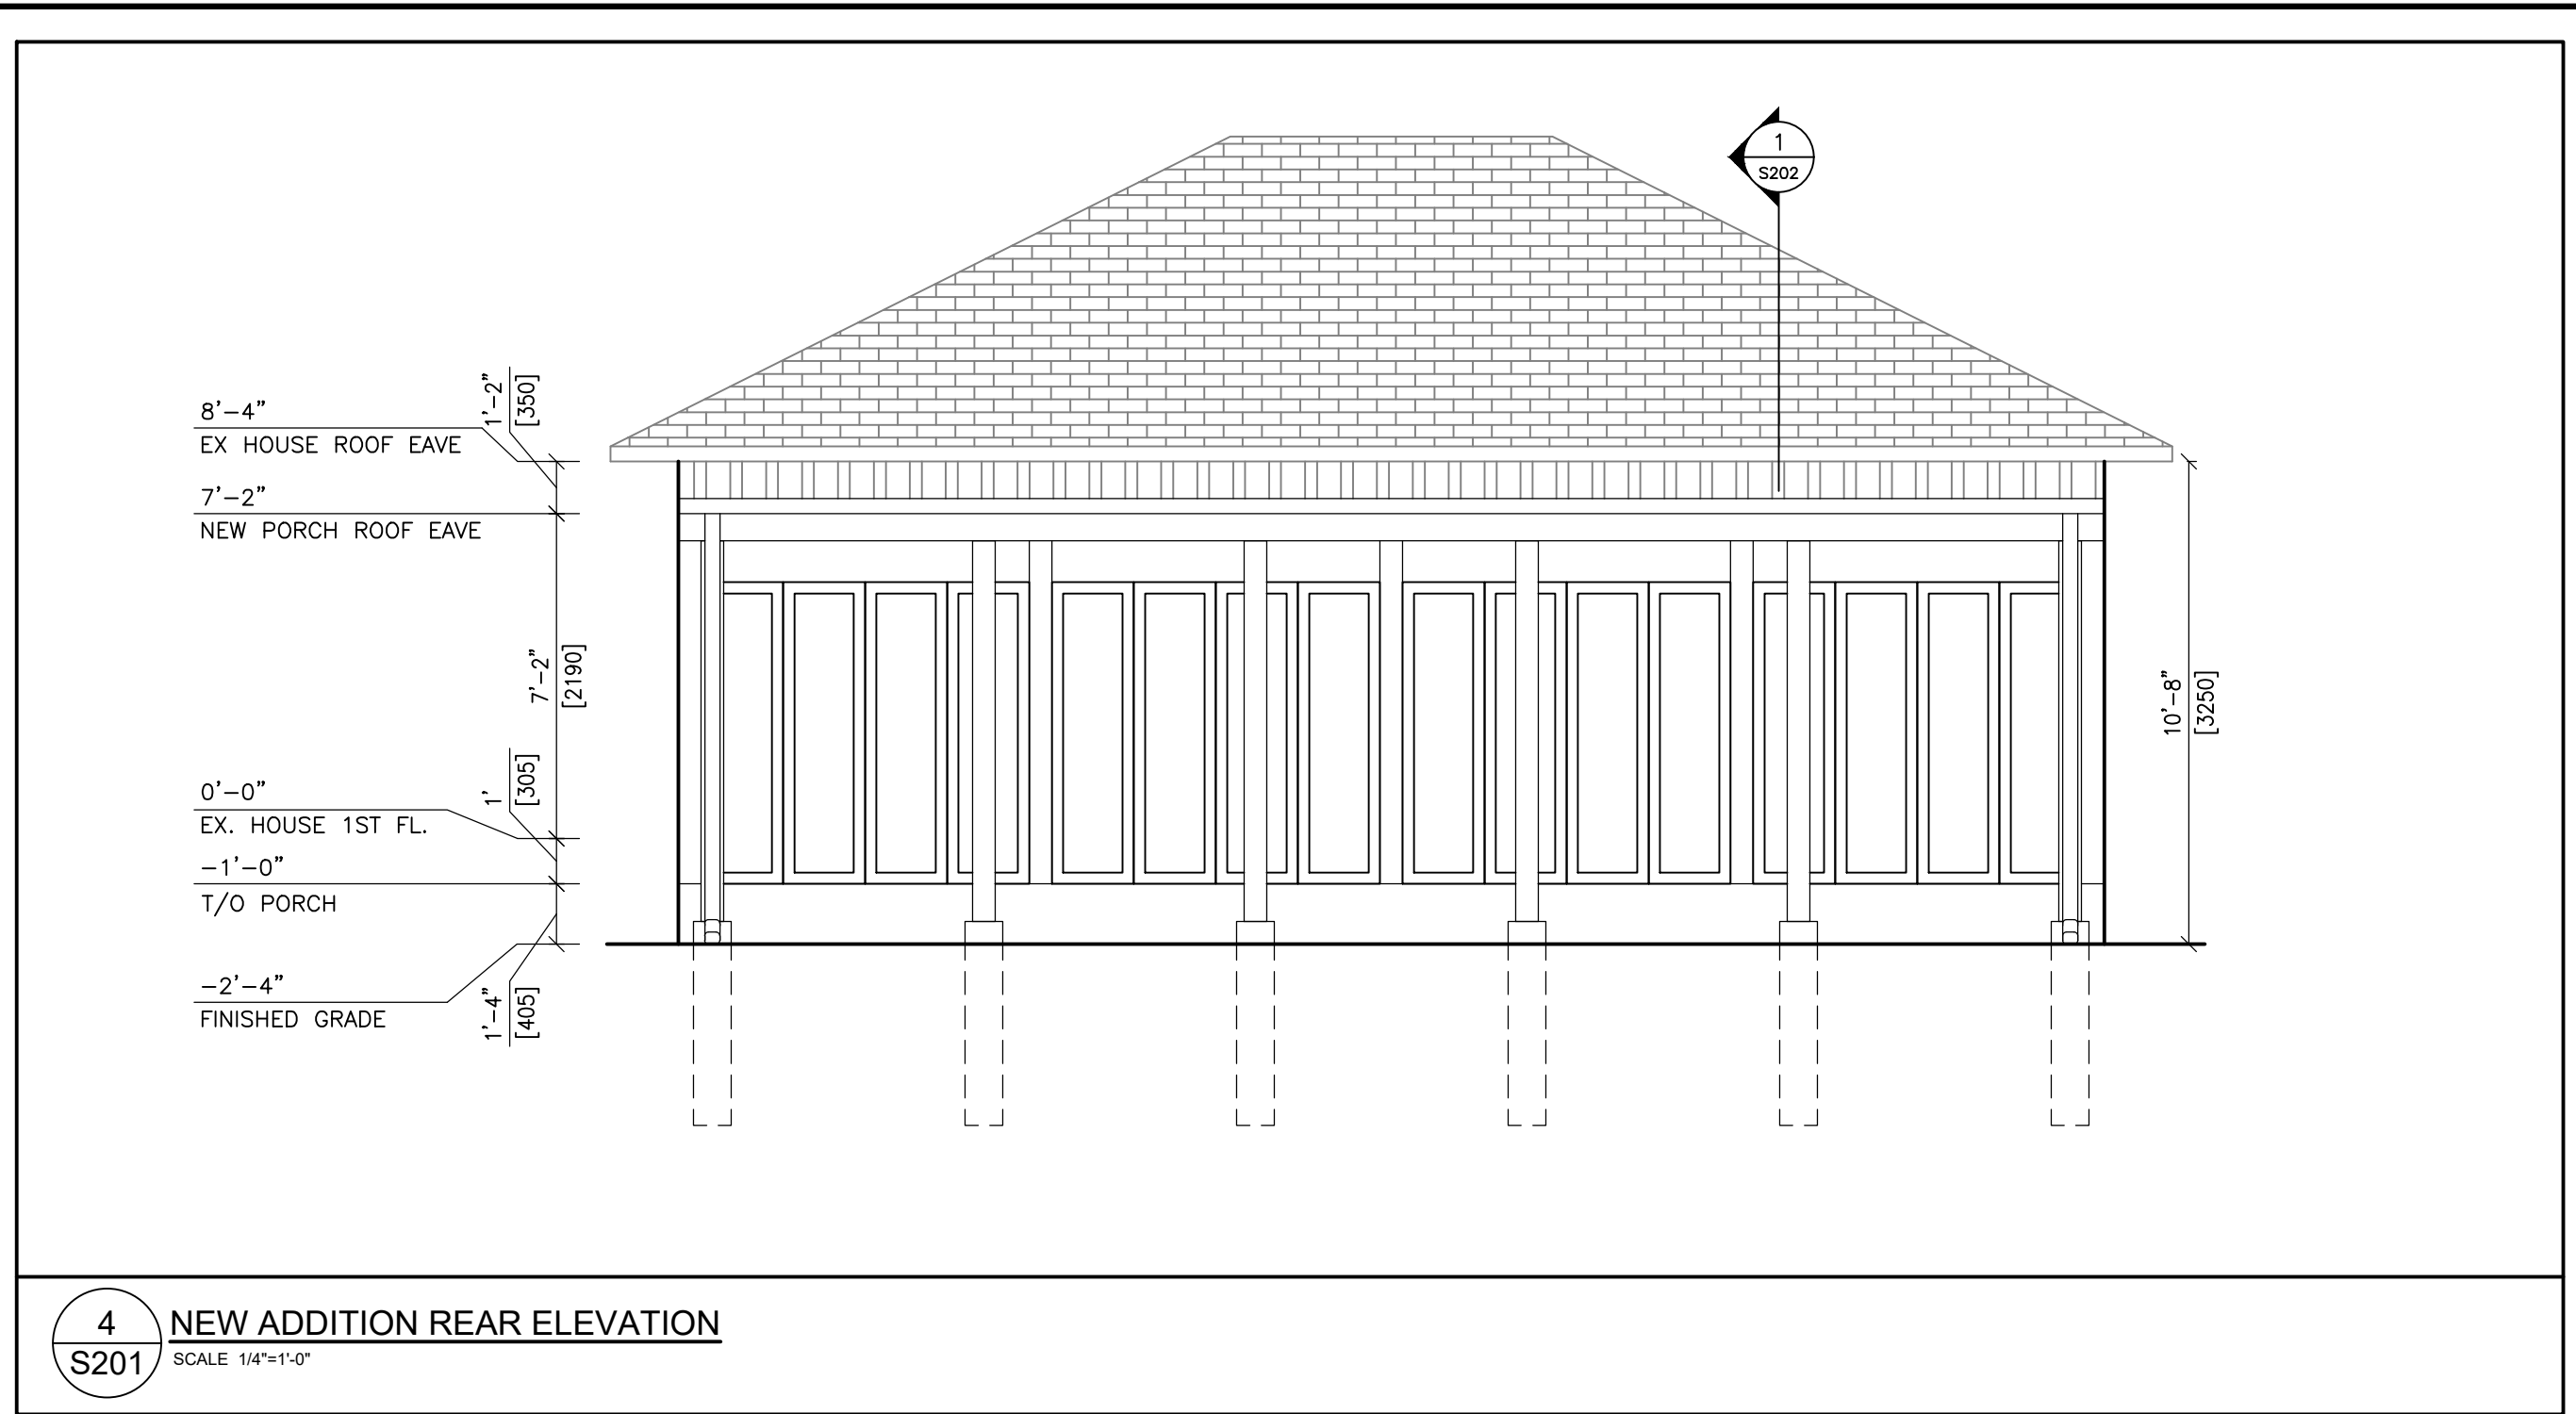 1
S202
8'-4"
EX HOUSE ROOF EAVE
1'-2"
[350]
7'-2"
NEW PORCH ROOF EAVE
7'-2"
[2190]
10'-8"
[3250]
0'-0"
EX. HOUSE 1ST FL.
1'
[305]
-1'-0"
T/O PORCH
-2'-4"
FINISHED GRADE
1'-4"
[405]
4
S201
NEW ADDITION REAR ELEVATION
SCALE 1/4"=1'-0"